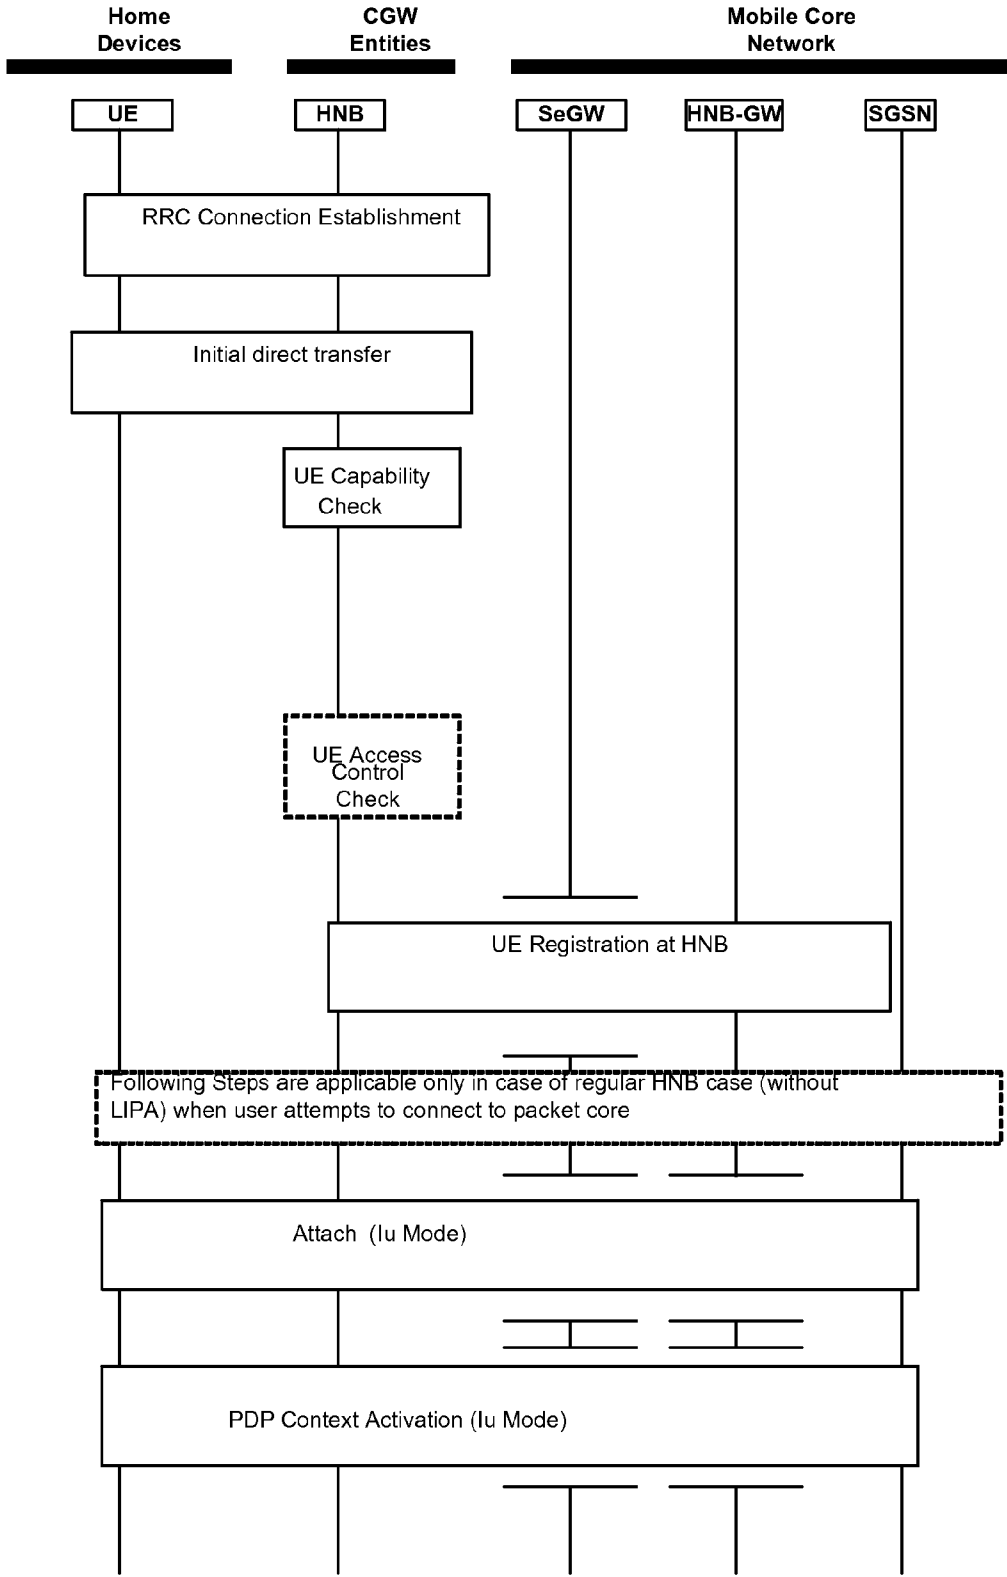 Home
Devices
CGW
Entities
Mobile Core
Network
UE
HNB
SeGW
HNB-GW
SGSN
RRC Connection Establishment
Initial direct transfer
UE Capability
Check
UE Access
Control
Check
UE Registration at HNB
Following Steps are applicable only in case of regular HNB case (without
LIPA) when user attempts to connect to packet core
Attach (Iu Mode)
PDP Context Activation (Iu Mode)